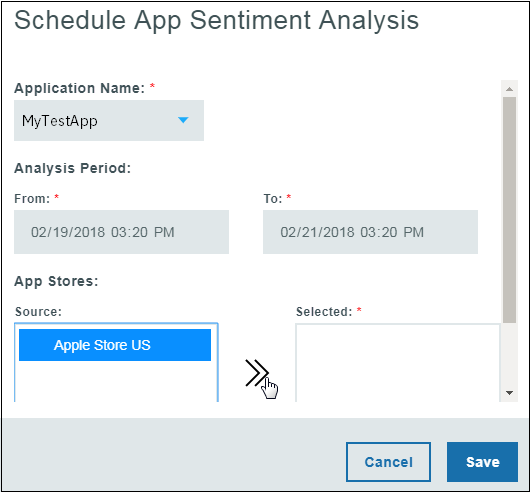 Schedule App Sentiment Analysis
Application Name: *
MyTestApp
Analysis Period:
From: * To: *
02/19/2018 03:20 PM 02/21/2018 03:20 PM
App Stores:
Source: Selected: *
Apple Store US
Cancel Save